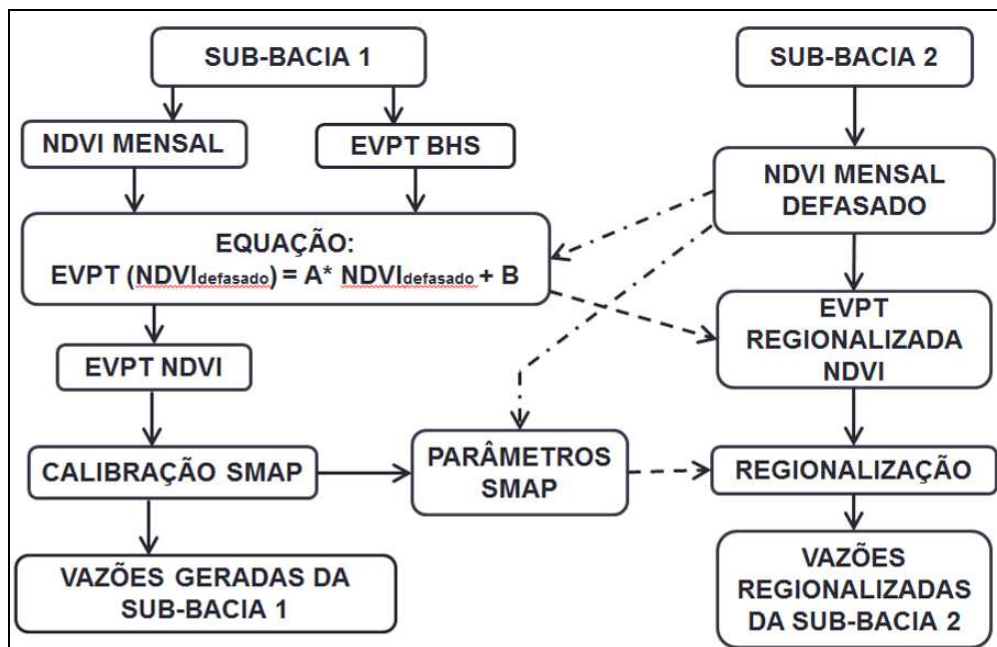 SUB-BACIA 1
NDVI MENSAL
EVPT BHS
EQUAÇÃO:
EVPT (NDVIdefasado) = A* NDVIdefasado + B
EVPT NDVI
CALIBRAÇÃO SMAP
VAZÕES GERADAS DA
SUB-BACIA 1
PARÂMETROS
SMAP
SUB-BACIA 2
NDVI MENSAL
DEFASADO
EVPT
REGIONALIZADA
NDVI
REGIONALIZAÇÃO
VAZÕES
REGIONALIZADAS
DA SUB-BACIA 2